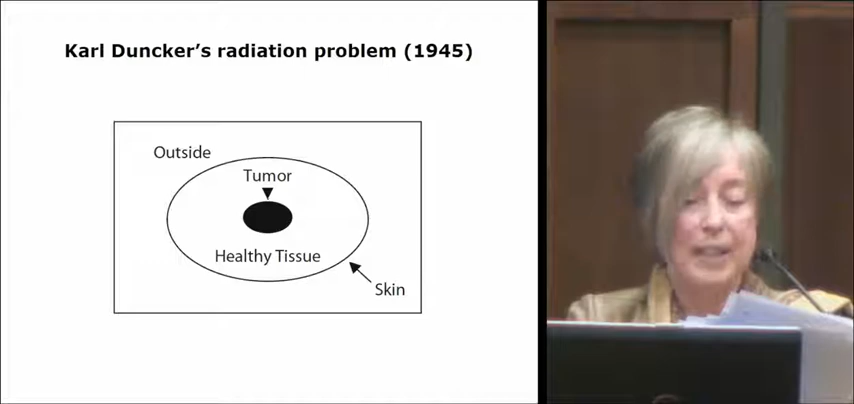 Karl Duncker's radiation problem (1945)
Outside
Tumor
Healthy Tissue
Skin